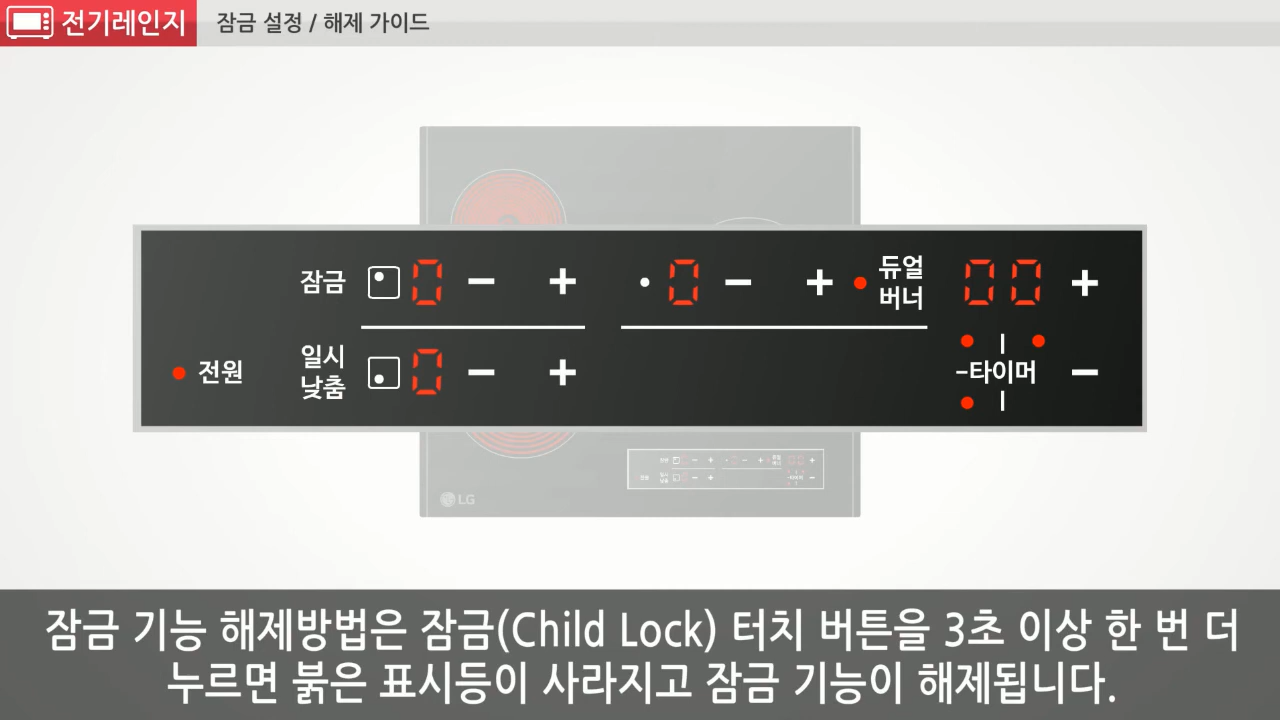 전기레인지
잠금 설정 / 해제 가이드
잠금 0 − + · 0 − + 듀얼 버너 00 +
전원 일시 낮춤 0 − + −타이머 −
LG
잠금 기능 해제방법은 잠금(Child Lock) 터치 버튼을 3초 이상 한 번 더
누르면 붉은 표시등이 사라지고 잠금 기능이 해제됩니다.